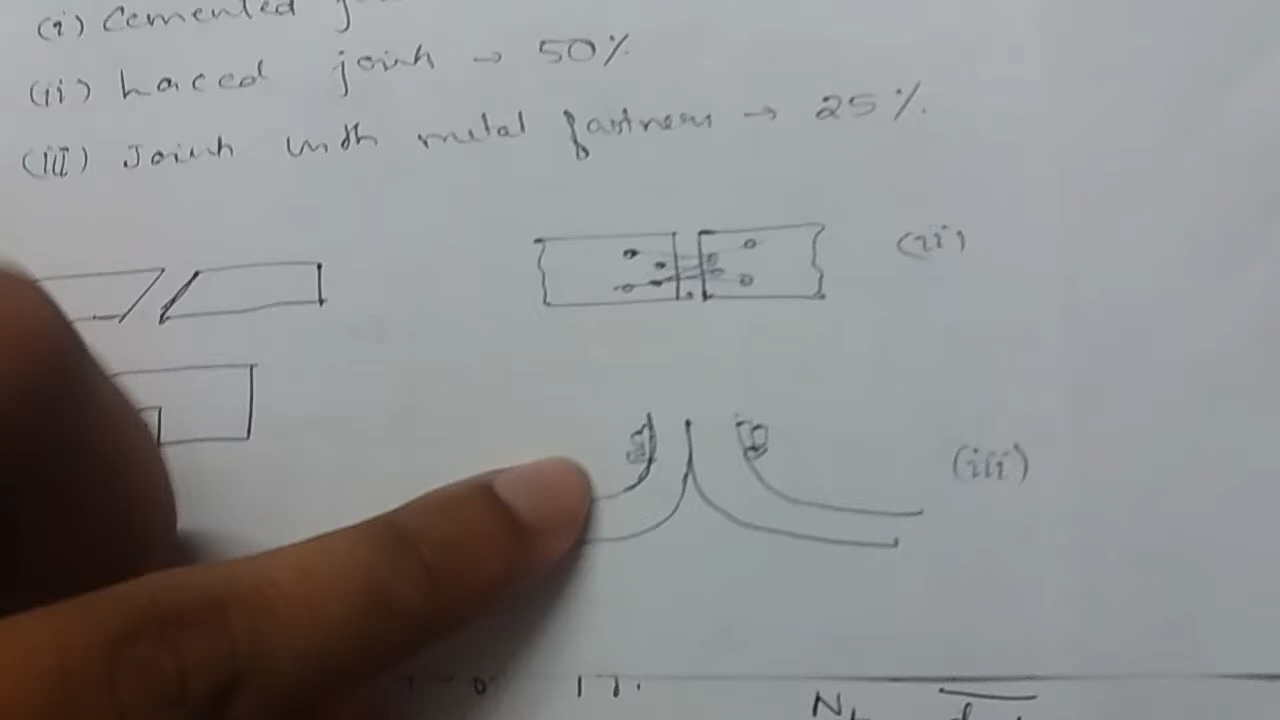 (i) Cemented j
(ii) Laced joint → 50%
(iii) Joint with metal fastners → 25%.
(ii)
(iii)